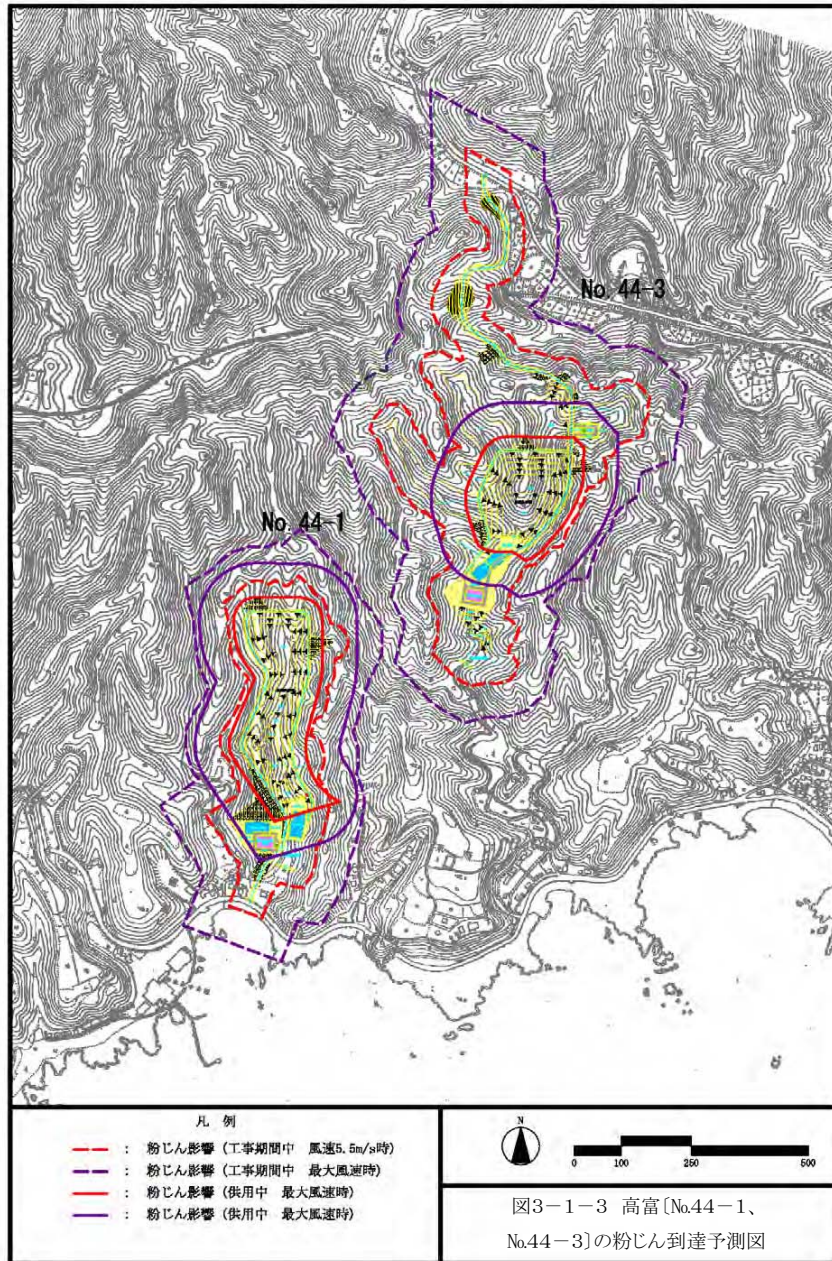 No. 44-3
No. 44-1
凡 例
： 粉じん影響（工事期間中 風速5.5m/s時）
： 粉じん影響（工事期間中 最大風速時）
： 粉じん影響（供用中 最大風速時）
： 粉じん影響（供用中 最大風速時）
N
0 100 250 500
図3－1－3 高富〔№44－1、
№44－3〕の粉じん到達予測図